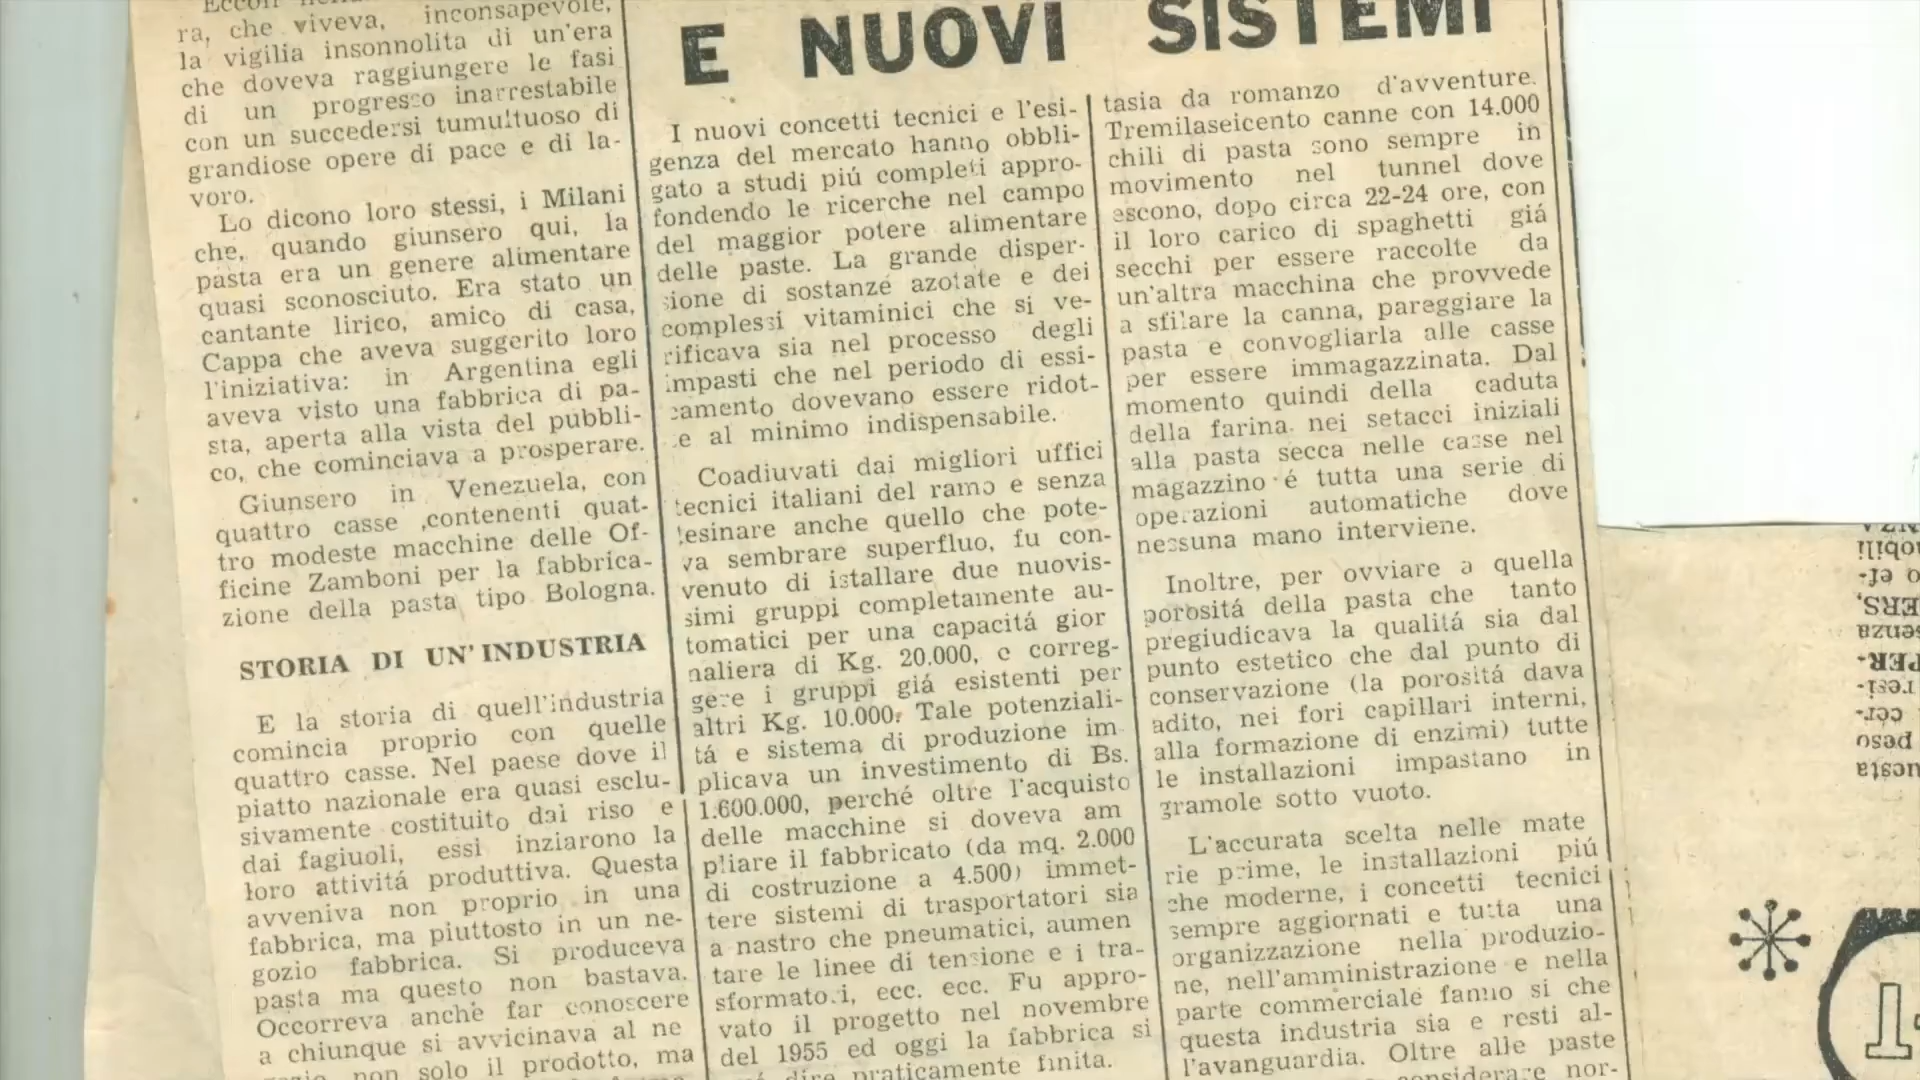 ra, che viveva, inconsapevole,
la vigilia insonnolita di un'era
che doveva raggiungere le fasi
di un progresso inarrestabile
con un succedersi tumultuoso di
grandiose opere di pace e di la-
voro.
Lo dicono loro stessi, i Milani
che, quando giunsero qui, la
pasta era un genere alimentare
quasi sconosciuto. Era stato un
cantante lirico, amico di casa,
Cappa che aveva suggerito loro
l'iniziativa: in Argentina egli
aveva visto una fabbrica di pa-
sta, aperta alla vista del pubbli-
co, che cominciava a prosperare.
Giunsero in Venezuela, con
quattro casse ,contenenti quat-
tro modeste macchine delle Of-
ficine Zamboni per la fabbrica-
zione della pasta tipo Bologna.
STORIA DI UN'INDUSTRIA
E la storia di quell'industria
comincia proprio con quelle
quattro casse. Nel paese dove il
piatto nazionale era quasi esclu-
sivamente costituito dai riso e
dai fagiuoli, essi inziarono la
loro attivitá produttiva. Questa
avveniva non proprio in una
fabbrica, ma piuttosto in un ne-
gozio fabbrica. Si produceva
pasta ma questo non bastava.
Occorreva anche far conoscere
a chiunque si avvicinava al ne
non solo il prodotto, ma
E NUOVI SISTEMI
I nuovi concetti tecnici e l'esi-
genza del mercato hanno obbli-
gato a studi piú completi appro-
fondendo le ricerche nel campo
del maggior potere alimentare
delle paste. La grande disper-
sione di sostanze azotate e dei
complessi vitaminici che si ve-
rificava sia nel processo degli
impasti che nel periodo di essi-
camento dovevano essere ridot-
e al minimo indispensabile.
Coadiuvati dai migliori uffici
tecnici italiani del ramo e senza
lesinare anche quello che pote-
va sembrare superfluo, fu con-
venuto di istallare due nuovis-
simi gruppi completamente au-
tomatici per una capacitá gior
naliera di Kg. 20.000, e correg-
gere i gruppi giá esistenti per
altri Kg. 10.000. Tale potenziali-
tá e sistema di produzione im
plicava un investimento di Bs.
1.600.000, perché oltre l'acquisto
delle macchine si doveva am
pliare il fabbricato (da mq. 2.000
di costruzione a 4.500) immet-
tere sistemi di trasportatori sia
a nastro che pneumatici, aumen
tare le linee di tensione e i tra-
sformatori, ecc. ecc. Fu appro-
vato il progetto nel novembre
del 1955 ed oggi la fabbrica si
dire praticamente finita.
tasia da romanzo d'avventure.
Tremilaseicento canne con 14.000
chili di pasta sono sempre in
movimento nel tunnel dove
escono, dopo circa 22-24 ore, con
il loro carico di spaghetti giá
secchi per essere raccolte da
un'altra macchina che provvede
a sfilare la canna, pareggiare la
pasta e convogliarla alle casse
per essere immagazzinata. Dal
momento quindi della caduta
della farina nei setacci iniziali
alla pasta secca nelle casse nel
magazzino é tutta una serie di
operazioni automatiche dove
nessuna mano interviene.
Inoltre, per ovviare a quella
porositá della pasta che tanto
pregiudicava la qualitá sia dal
punto estetico che dal punto di
conservazione (la porositá dava
adito, nei fori capillari interni,
alla formazione di enzimi) tutte
le installazioni impastano in
gramole sotto vuoto.
L'accurata scelta nelle mate
rie prime, le installazioni piú
che moderne, i concetti tecnici
sempre aggiornati e tutta una
organizzazione nella produzio-
ne, nell'amministrazione e nella
parte commerciale fanno si che
questa industria sia e resti al-
l'avanguardia. Oltre alle paste
considerare nor-